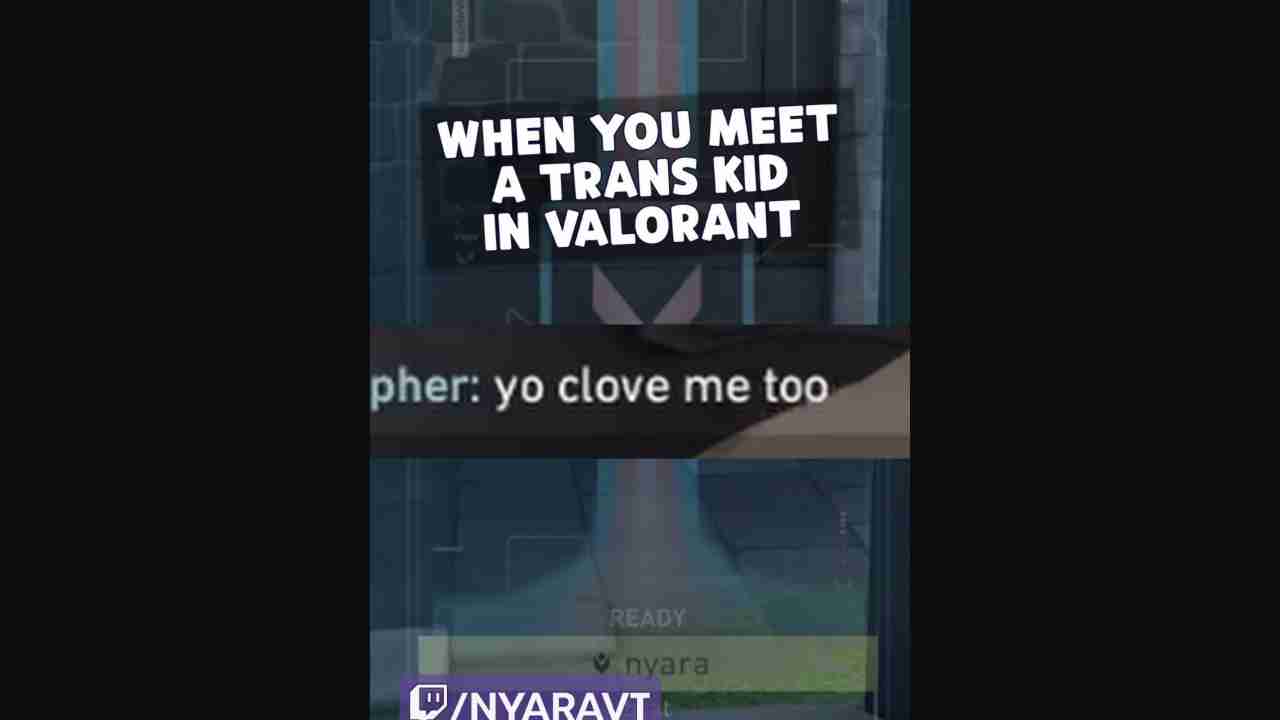 WHEN YOU MEET
A TRANS KID
IN VALORANT
pher: yo clove me too
READY
nyara
/NYARAVT